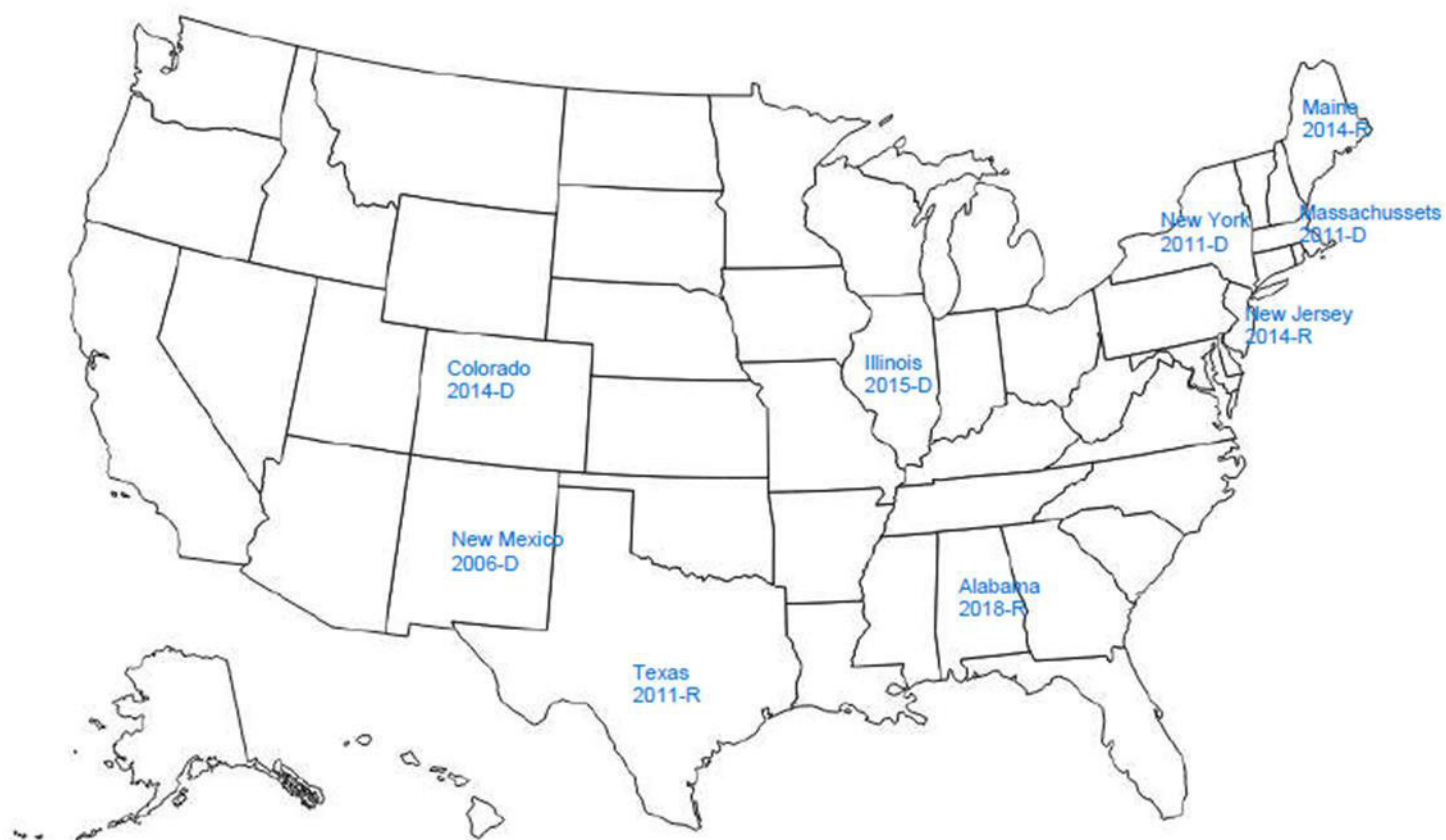 Maine
2014-R
New York
2011-D
Massachussets
2011-D
New Jersey
2014-R
Illinois
2015-D
Colorado
2014-D
New Mexico
2006-D
Alabama
2018-R
Texas
2011-R